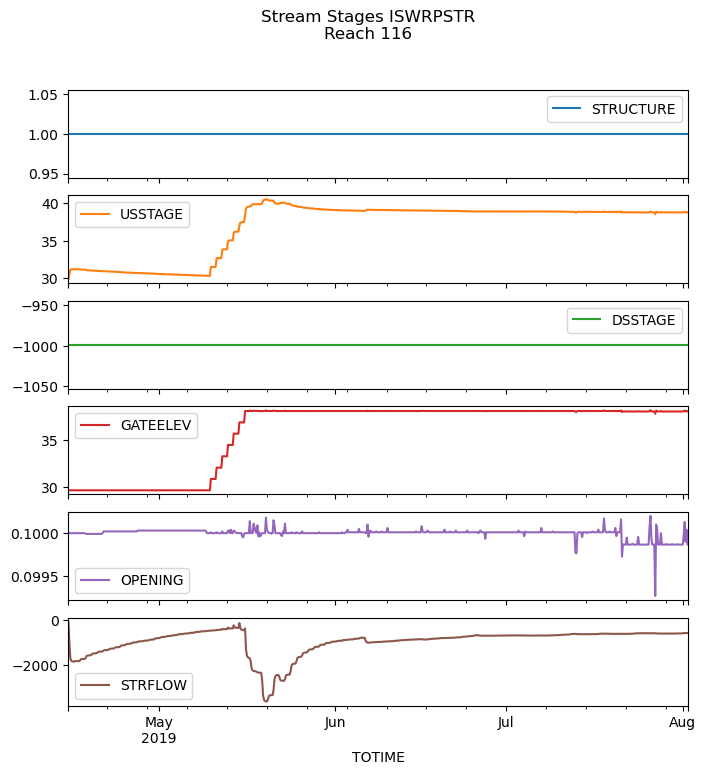 Stream Stages ISWRPSTR
Reach 116
1.05
1.00
0.95
STRUCTURE
40
35
30
USSTAGE
−950
−1000
−1050
DSSTAGE
35
30
GATEELEV
0.1000
0.0995
OPENING
0
−2000
STRFLOW
May
2019
Jun
Jul
Aug
TOTIME